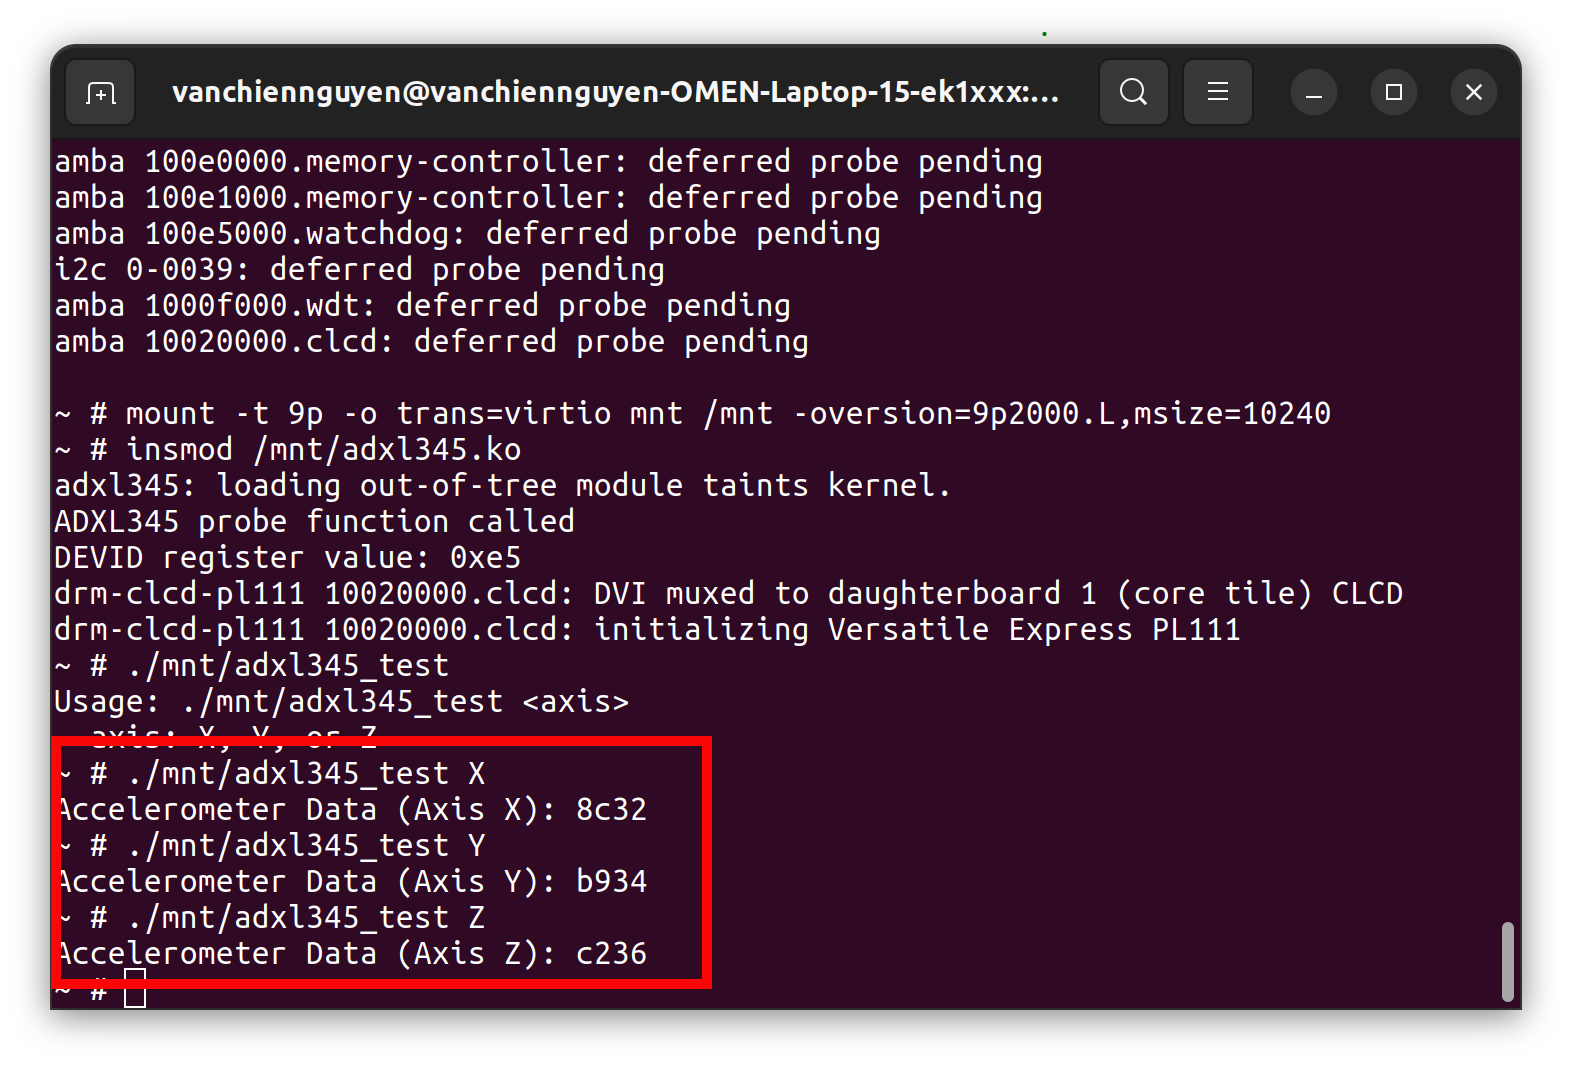 vanchiennguyen@vanchiennguyen-OMEN-Laptop-15-ek1xxx:...
amba 100e0000.memory-controller: deferred probe pending
amba 100e1000.memory-controller: deferred probe pending
amba 100e5000.watchdog: deferred probe pending
i2c 0-0039: deferred probe pending
amba 1000f000.wdt: deferred probe pending
amba 10020000.clcd: deferred probe pending
~ # mount -t 9p -o trans=virtio mnt /mnt -oversion=9p2000.L,msize=10240
~ # insmod /mnt/adxl345.ko
adxl345: loading out-of-tree module taints kernel.
ADXL345 probe function called
DEVID register value: 0xe5
drm-clcd-pl111 10020000.clcd: DVI muxed to daughterboard 1 (core tile) CLCD
drm-clcd-pl111 10020000.clcd: initializing Versatile Express PL111
~ # ./mnt/adxl345_test
Usage: ./mnt/adxl345_test <axis>
axis: X, Y, or Z
~ # ./mnt/adxl345_test X
Accelerometer Data (Axis X): 8c32
~ # ./mnt/adxl345_test Y
Accelerometer Data (Axis Y): b934
~ # ./mnt/adxl345_test Z
Accelerometer Data (Axis Z): c236
~ #